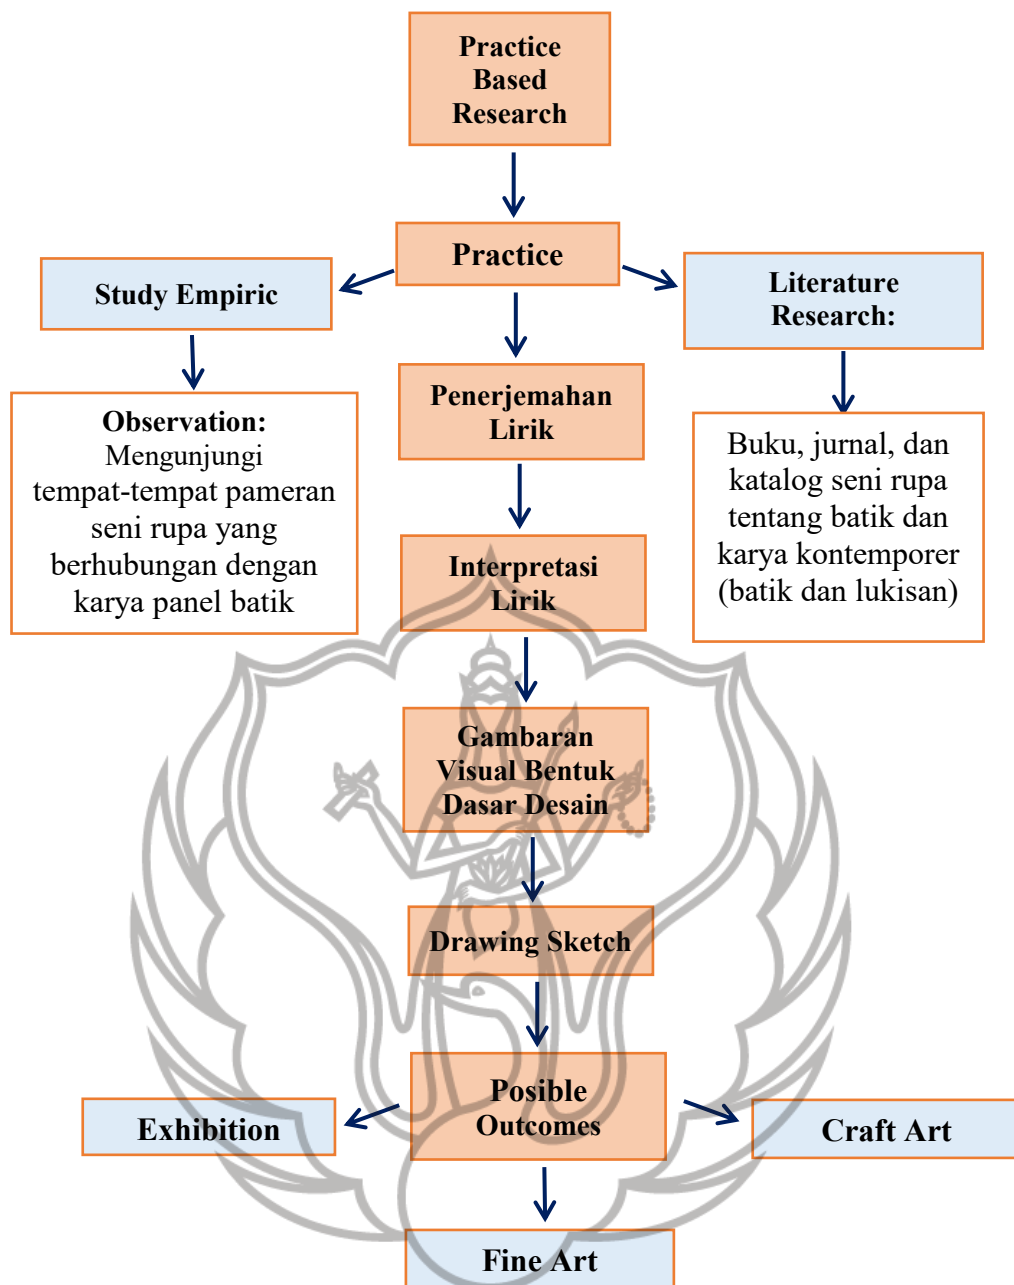 Practice
Based
Research
Practice
Study Empiric
Literature
Research:
Observation:
Mengunjungi
tempat-tempat pameran
seni rupa yang
berhubungan dengan
karya panel batik
Penerjemahan
Lirik
Buku, jurnal, dan
katalog seni rupa
tentang batik dan
karya kontemporer
(batik dan lukisan)
Interpretasi
Lirik
Gambaran
Visual Bentuk
Dasar Desain
Drawing Sketch
Posible
Outcomes
Exhibition
Craft Art
Fine Art